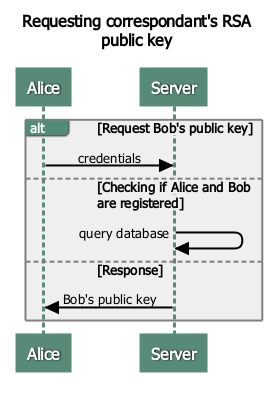 Requesting correspondant's RSA
public key
Alice
Server
alt
[Request Bob's public key]
credentials
[Checking if Alice and Bob
are registered]
query database
[Response]
Bob's public key
Alice
Server